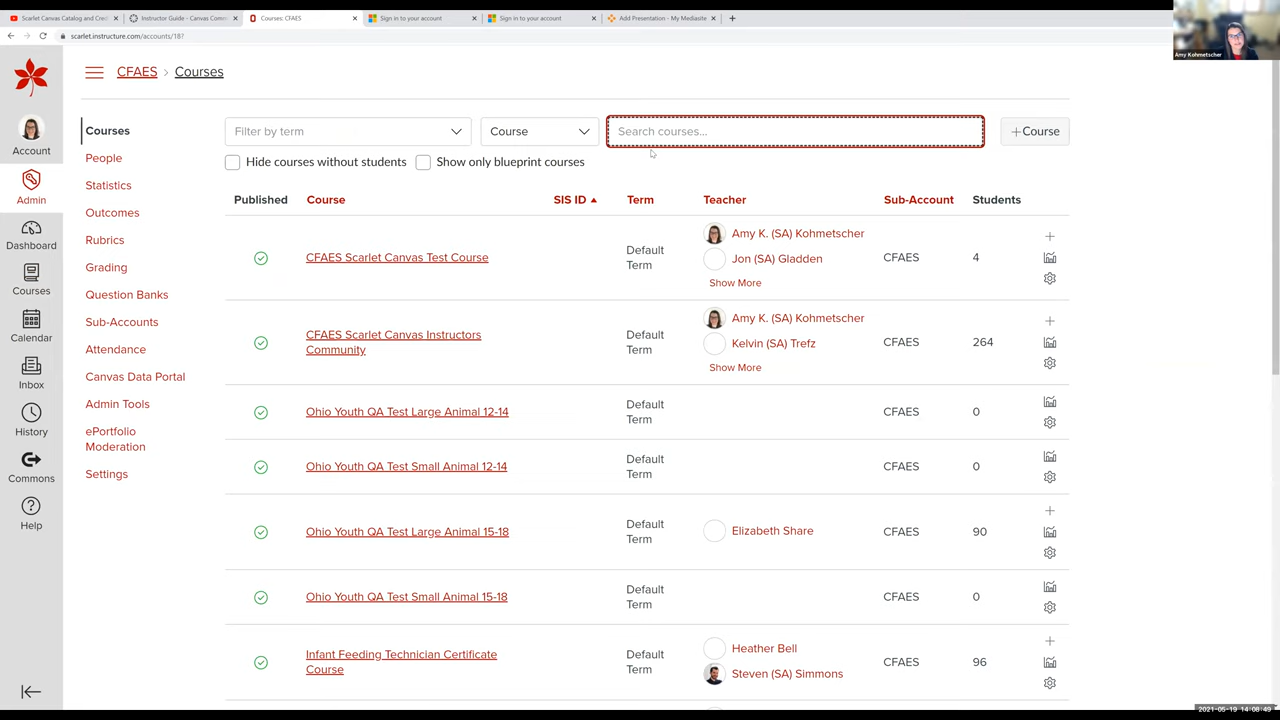 Scarlet Canvas Catalog and Cre
Instructor Guide - Canvas Comm
Courses: CFAES
Sign in to your account
Sign in to your account
Add Presentation - My Mediasite
scarlet.instructure.com/accounts/18?
Amy Kohmetscher
CFAES > Courses
Account
Admin
Dashboard
Courses
Calendar
Inbox
History
Commons
Help
Courses
People
Statistics
Outcomes
Rubrics
Grading
Question Banks
Sub-Accounts
Attendance
Canvas Data Portal
Admin Tools
ePortfolio
Moderation
Settings
Filter by term
Course
Search courses...
+Course
Hide courses without students
Show only blueprint courses
Published Course SIS ID Term Teacher Sub-Account Students
CFAES Scarlet Canvas Test Course
Default
Term
Amy K. (SA) Kohmetscher
Jon (SA) Gladden
Show More
CFAES
4
CFAES Scarlet Canvas Instructors
Community
Default
Term
Amy K. (SA) Kohmetscher
Kelvin (SA) Trefz
Show More
CFAES
264
Ohio Youth QA Test Large Animal 12-14
Default
Term
CFAES
0
Ohio Youth QA Test Small Animal 12-14
Default
Term
CFAES
0
Ohio Youth QA Test Large Animal 15-18
Default
Term
Elizabeth Share
CFAES
90
Ohio Youth QA Test Small Animal 15-18
Default
Term
CFAES
0
Infant Feeding Technician Certificate
Course
Default
Term
Heather Bell
Steven (SA) Simmons
CFAES
96
2021-05-19 14:08:49